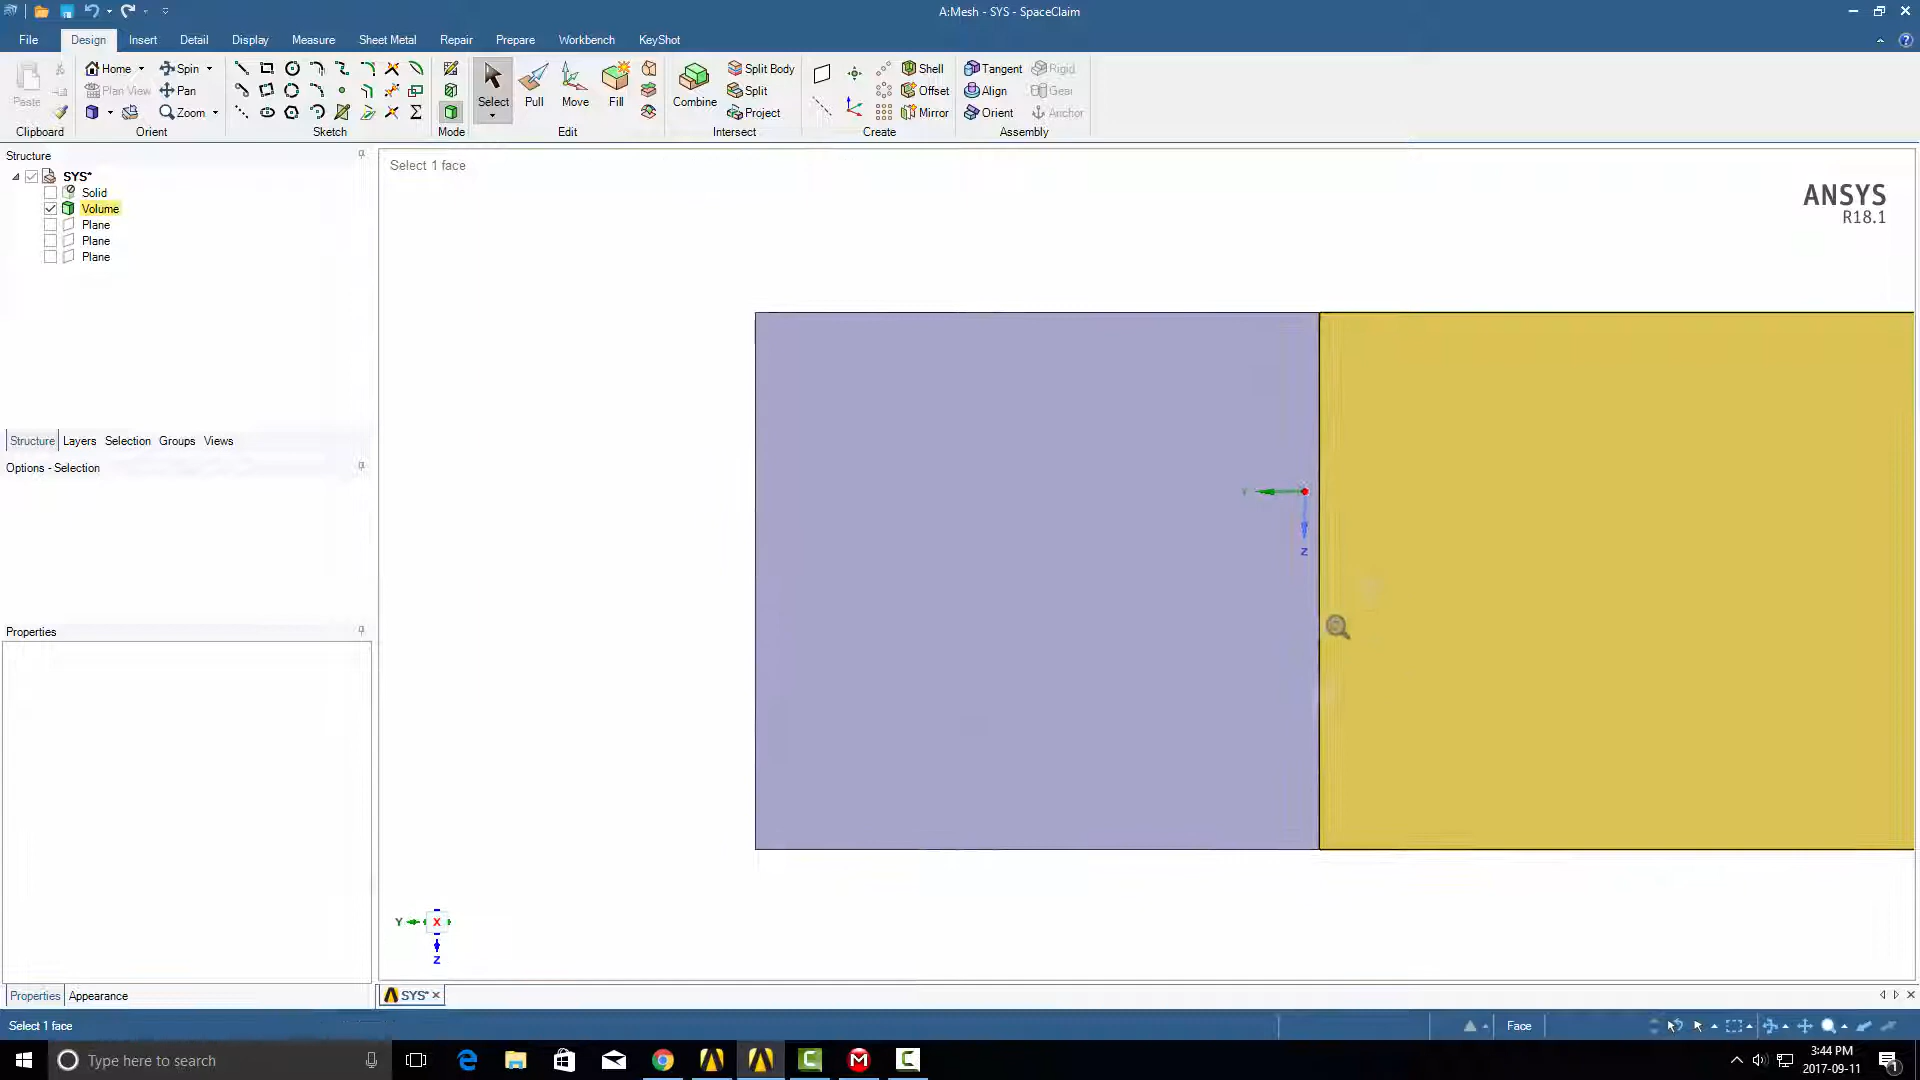 A:Mesh - SYS - SpaceClaim
File Design Insert Detail Display Measure Sheet Metal Repair Prepare Workbench KeyShot
Paste
Home Spin
Plan View Pan
Zoom
Select Pull Move Fill
Combine Split Body
Split
Project
Shell
Offset
Mirror
Tangent Rigid
Align Gear
Orient Anchor
Clipboard Orient Sketch Mode Edit Intersect Create Assembly
Structure
SYS*
Solid
Volume
Plane
Plane
Plane
Structure Layers Selection Groups Views
Options - Selection
Properties
Properties Appearance
Select 1 face
ANSYS
R18.1
Y
Z
Y X
Z
SYS*
Select 1 face
Face
Type here to search
3:44 PM
2017-09-11